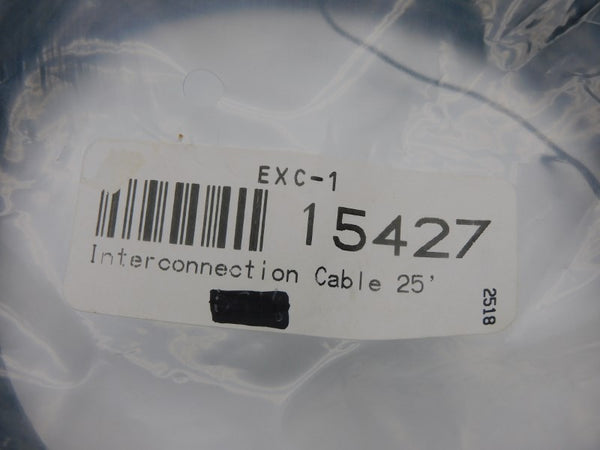 EXC-1
15427
Interconnection Cable 25'
2518